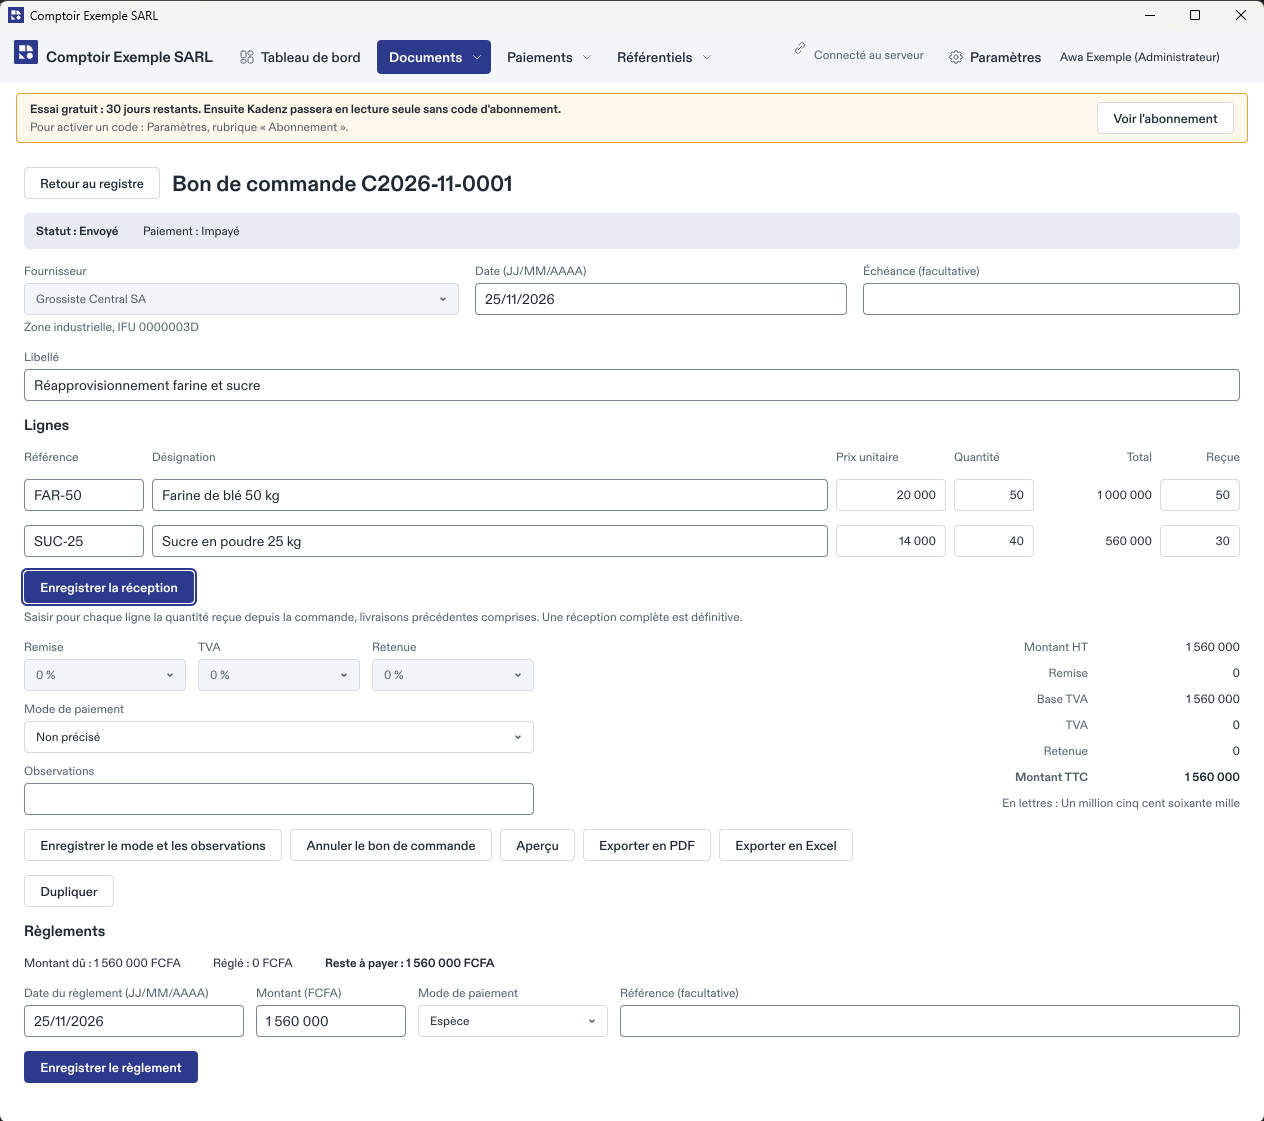 Comptoir Exemple SARL
Comptoir Exemple SARL Tableau de bord Documents Paiements Référentiels Connecté au serveur Paramètres Awa Exemple (Administrateur)
Essai gratuit : 30 jours restants. Ensuite Kadenz passera en lecture seule sans code d'abonnement.
Pour activer un code : Paramètres, rubrique « Abonnement ».
Voir l'abonnement
Retour au registre Bon de commande C2026-11-0001
Statut : Envoyé Paiement : Impayé
Fournisseur Date (JJ/MM/AAAA) Échéance (facultative)
Grossiste Central SA 25/11/2026
Zone industrielle, IFU 0000003D
Libellé
Réapprovisionnement farine et sucre
Lignes
Référence Désignation Prix unitaire Quantité Total Reçue
FAR-50 Farine de blé 50 kg 20 000 50 1 000 000 50
SUC-25 Sucre en poudre 25 kg 14 000 40 560 000 30
Enregistrer la réception
Saisir pour chaque ligne la quantité reçue depuis la commande, livraisons précédentes comprises. Une réception complète est définitive.
Remise TVA Retenue
0 % 0 % 0 %
Mode de paiement
Non précisé
Observations
Montant HT 1 560 000
Remise 0
Base TVA 1 560 000
TVA 0
Retenue 0
Montant TTC 1 560 000
En lettres : Un million cinq cent soixante mille
Enregistrer le mode et les observations Annuler le bon de commande Aperçu Exporter en PDF Exporter en Excel
Dupliquer
Règlements
Montant dû : 1 560 000 FCFA Réglé : 0 FCFA Reste à payer : 1 560 000 FCFA
Date du règlement (JJ/MM/AAAA) Montant (FCFA) Mode de paiement Référence (facultative)
25/11/2026 1 560 000 Espèce
Enregistrer le règlement